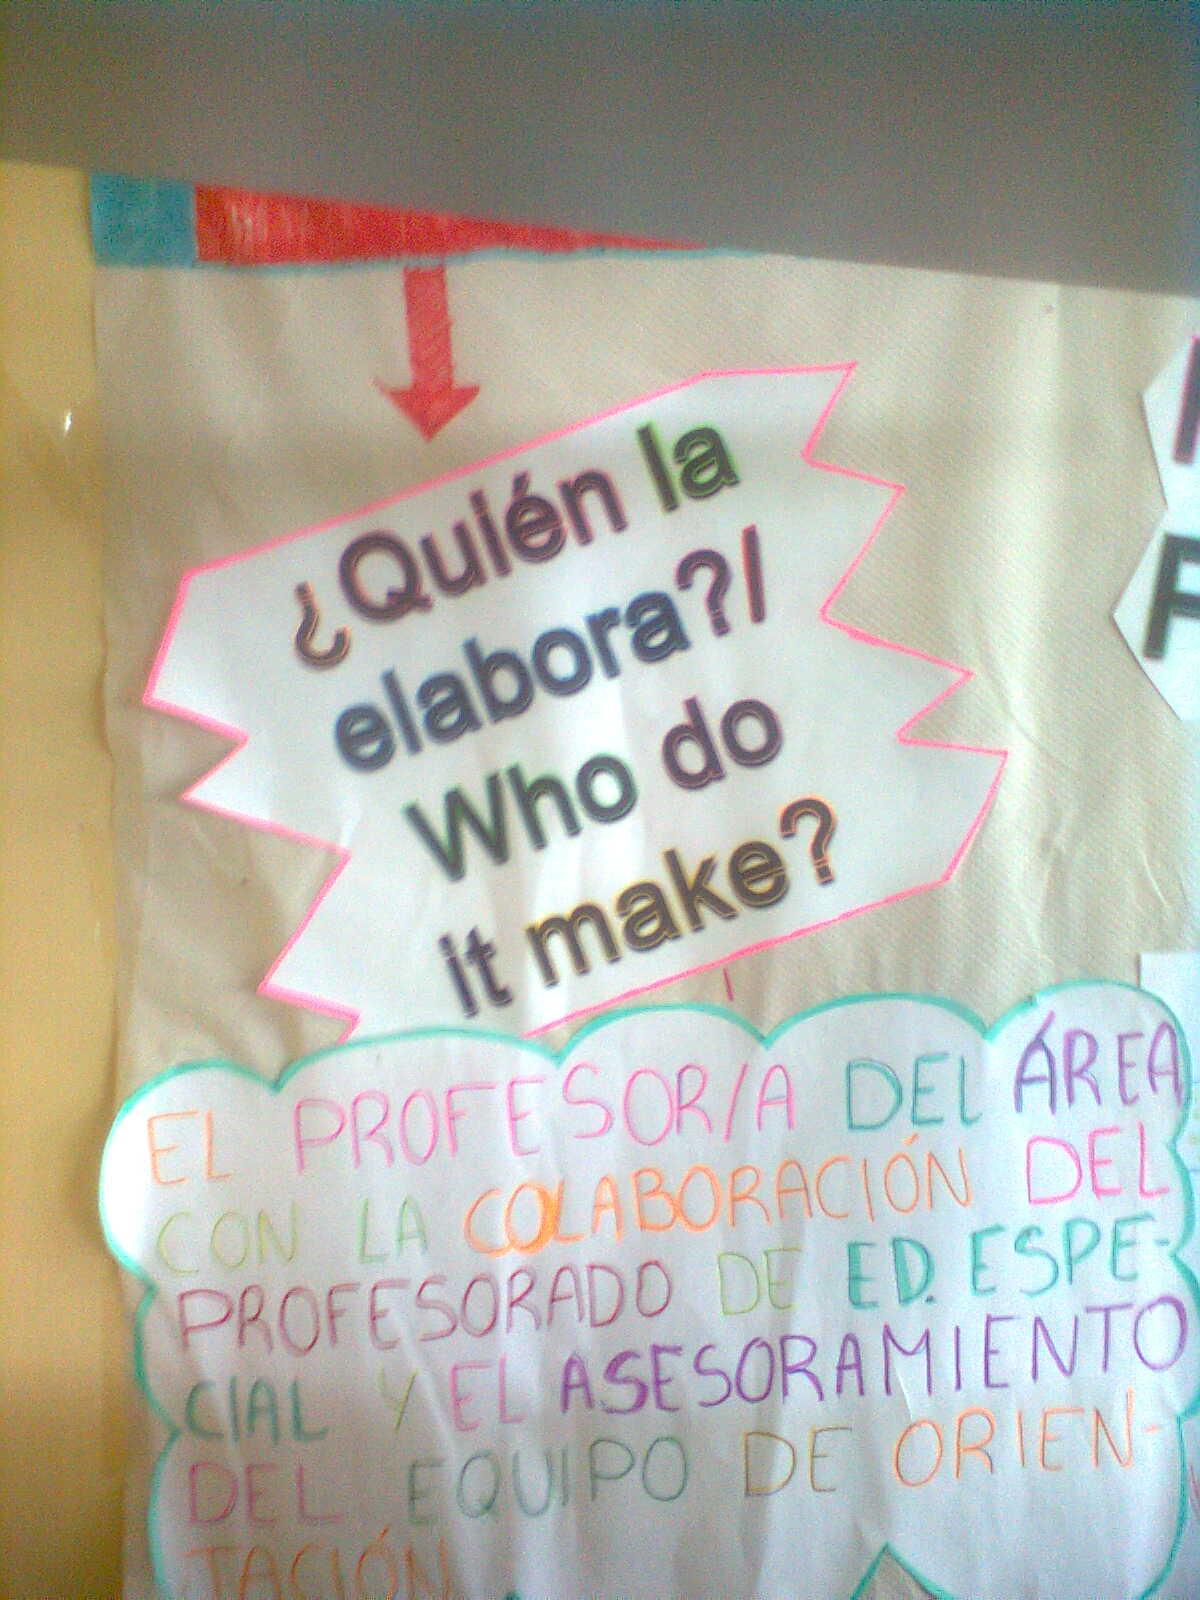 ¿Quién la
elabora?/
Who do
it make?
EL PROFESOR/A DEL ÁREA
CON LA COLABORACIÓN DEL
PROFESORADO DE ED. ESPE-
CIAL Y EL ASESORAMIENTO
DEL EQUIPO DE ORIEN-
TACIÓN